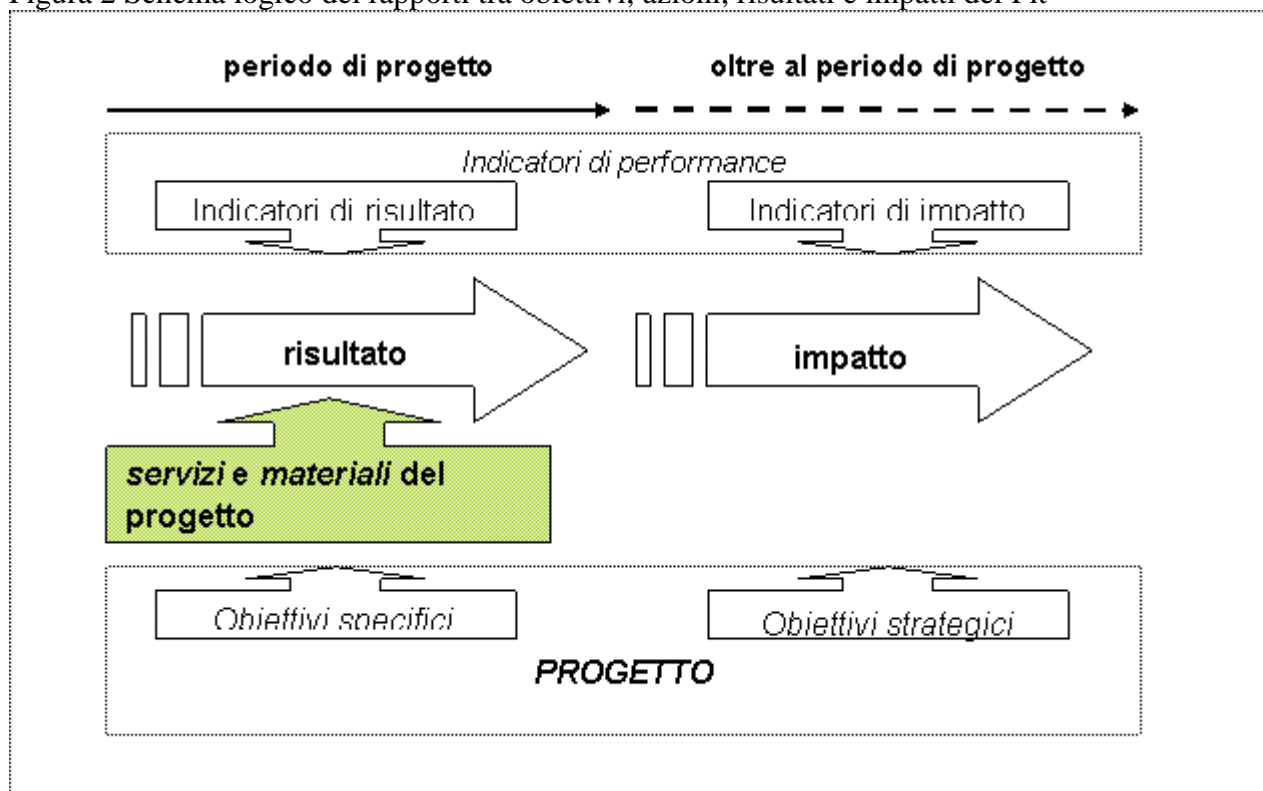 Figura 2 Schema logico dei rapporti tra obiettivi, azioni, risultati e impatti del Pit
periodo di progetto
oltre al periodo di progetto
Indicatori di performance
Indicatori di risultato
Indicatori di impatto
risultato
impatto
servizi e materiali del
progetto
Obiettivi specifici
Obiettivi strategici
PROGETTO